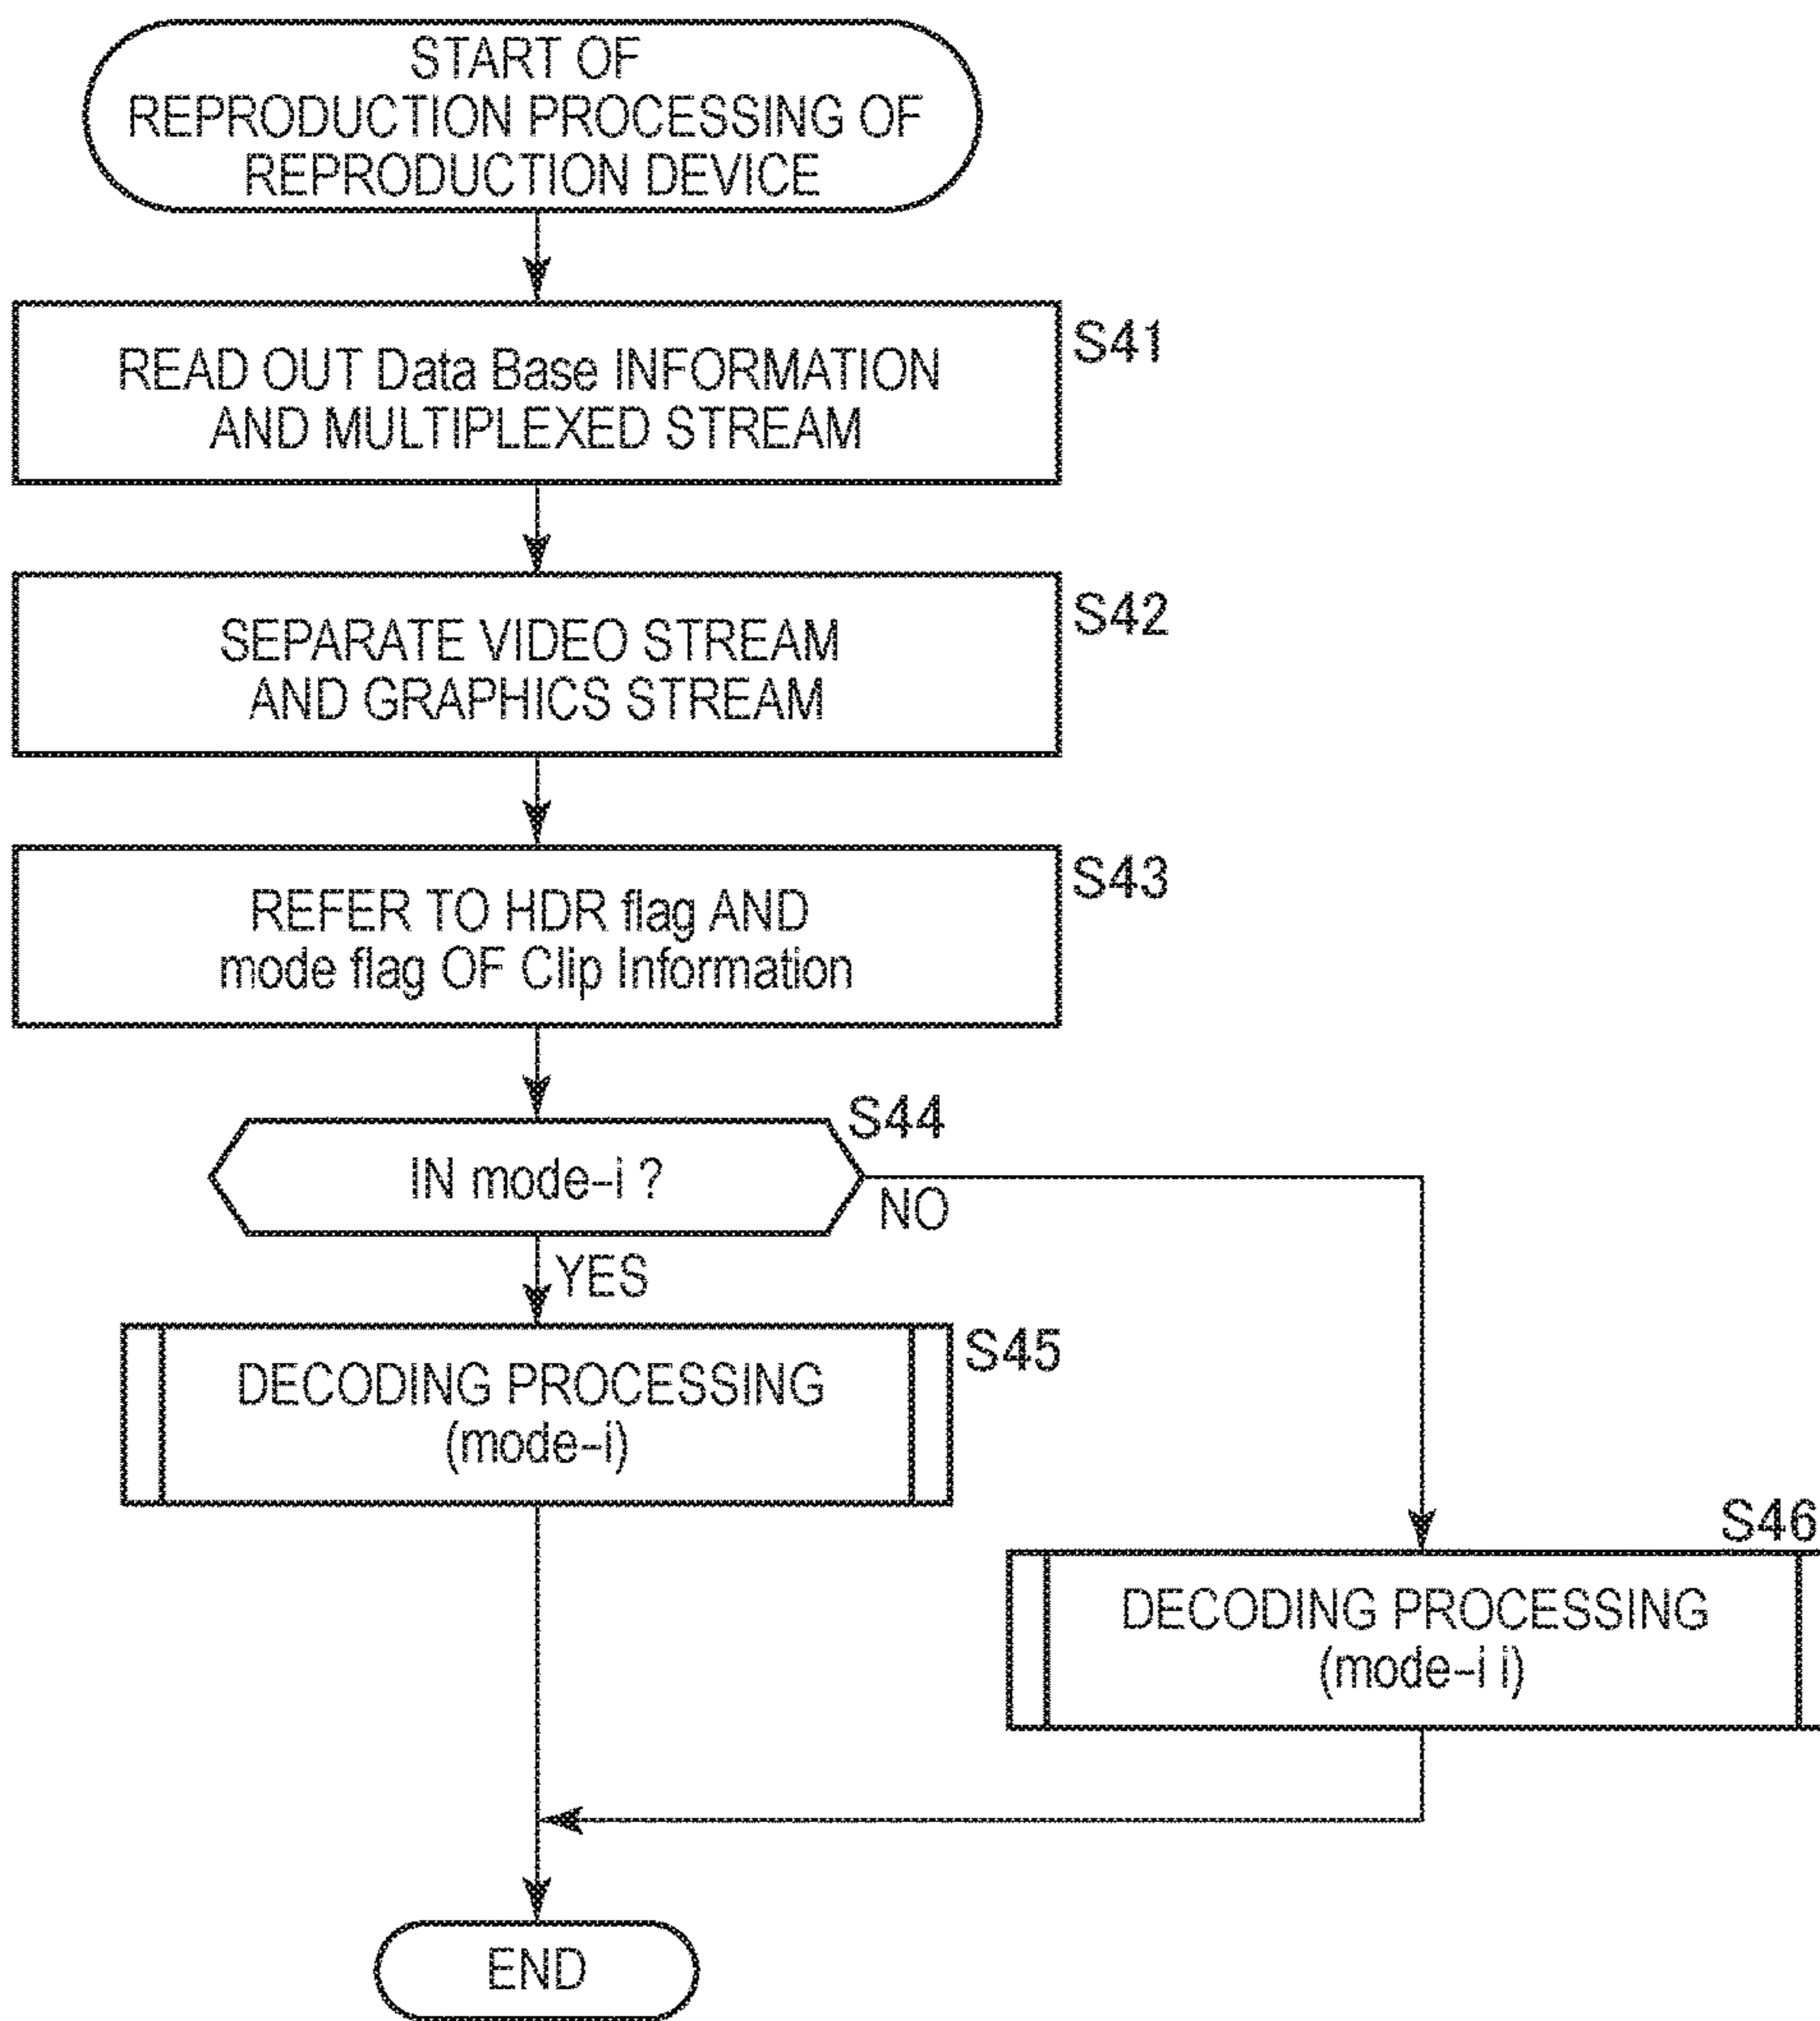 START OF
REPRODUCTION PROCESSING OF
REPRODUCTION DEVICE
READ OUT Data Base INFORMATION
AND MULTIPLEXED STREAM
S41
SEPARATE VIDEO STREAM
AND GRAPHICS STREAM
S42
REFER TO HDR flag AND
mode flag OF Clip Information
S43
IN mode-i ?
S44
NO
YES
DECODING PROCESSING
(mode-i)
S45
S46
DECODING PROCESSING
(mode-i i)
END